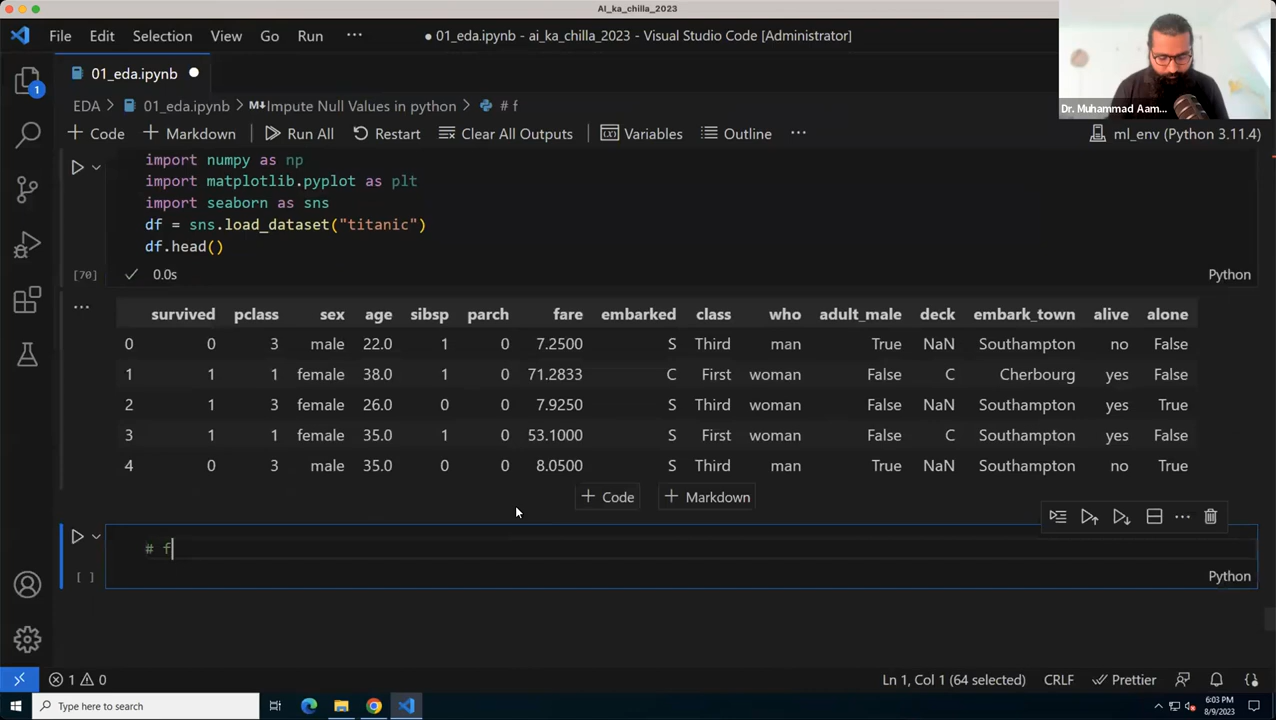 AI_ka_chilla_2023
File Edit Selection View Go Run ··· 01_eda.ipynb - ai_ka_chilla_2023 - Visual Studio Code [Administrator]
01_eda.ipynb
1
EDA > 01_eda.ipynb > M↓Impute Null Values in python > # f
+ Code + Markdown Run All Restart Clear All Outputs Variables Outline ··· ml_env (Python 3.11.4)
Dr. Muhammad Aam...
import numpy as np
import matplotlib.pyplot as plt
import seaborn as sns
df = sns.load_dataset("titanic")
df.head()
[70] 0.0s Python
... survived pclass sex age sibsp parch fare embarked class who adult_male deck embark_town alive alone
0 0 3 male 22.0 1 0 7.2500 S Third man True NaN Southampton no False
1 1 1 female 38.0 1 0 71.2833 C First woman False C Cherbourg yes False
2 1 3 female 26.0 0 0 7.9250 S Third woman False NaN Southampton yes True
3 1 1 female 35.0 1 0 53.1000 S First woman False C Southampton yes False
4 0 3 male 35.0 0 0 8.0500 S Third man True NaN Southampton no True
+ Code + Markdown
# f
[ ] Python
1 0 Ln 1, Col 1 (64 selected) CRLF Prettier
Type here to search 6:03 PM
8/9/2023